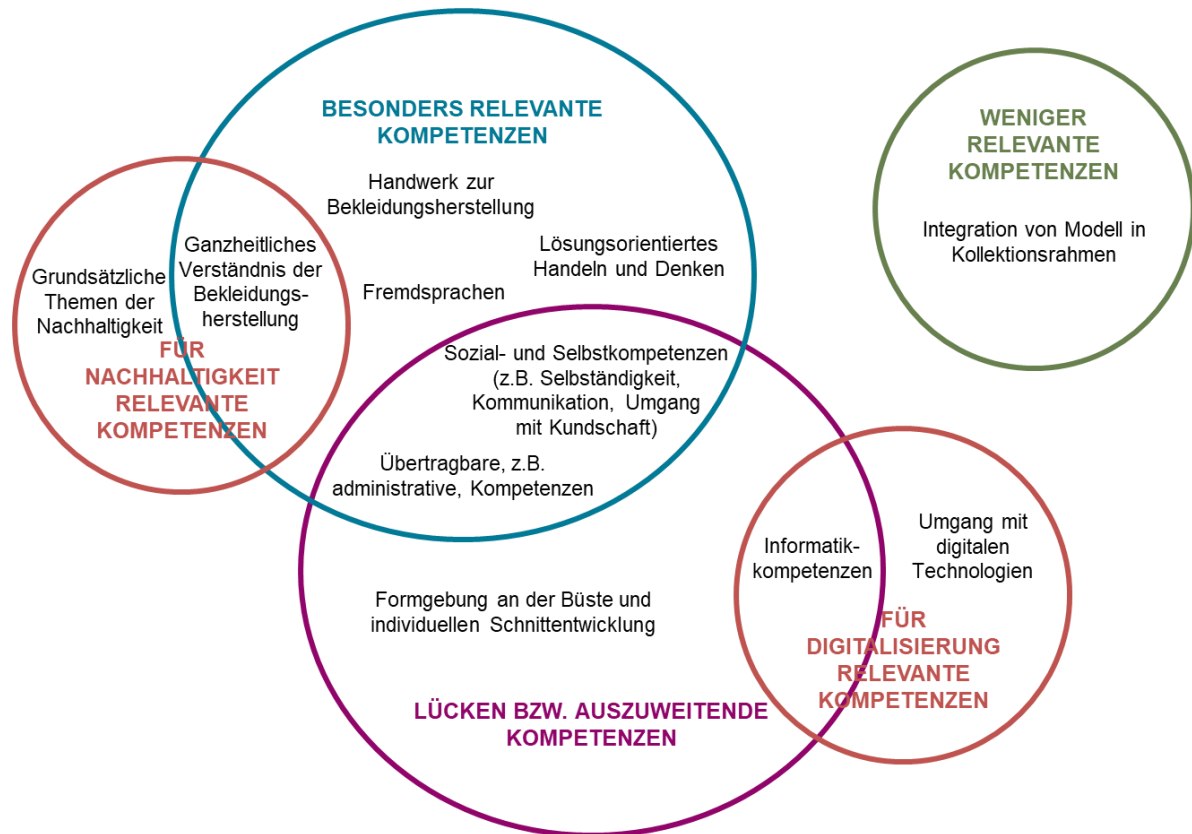 BESONDERS RELEVANTE
KOMPETENZEN
Handwerk zur
Bekleidungsherstellung
Lösungsorientiertes
Handeln und Denken
Fremdsprachen
Ganzheitliches
Verständnis der
Bekleidungs-
herstellung
Grundsätzliche
Themen der
Nachhaltigkeit
FÜR
NACHHALTIGKEIT
RELEVANTE
KOMPETENZEN
Sozial- und Selbstkompetenzen
(z.B. Selbständigkeit,
Kommunikation, Umgang
mit Kundschaft)
Übertragbare, z.B.
administrative, Kompetenzen
Formgebung an der Büste und
individuellen Schnittentwicklung
LÜCKEN BZW. AUSZUWEITENDE
KOMPETENZEN
Informatik-
kompetenzen
Umgang mit
digitalen
Technologien
FÜR
DIGITALISIERUNG
RELEVANTE
KOMPETENZEN
WENIGER
RELEVANTE
KOMPETENZEN
Integration von Modell in
Kollektionsrahmen